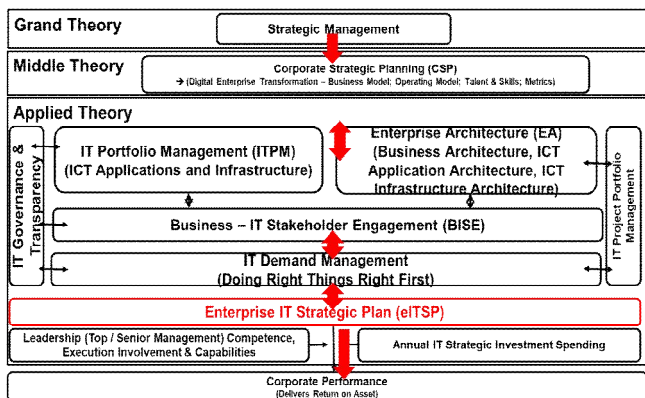 Grand Theory
Strategic Management
Middle Theory
Corporate Strategic Planning (CSP)
→ (Digital Enterprise Transformation – Business Model; Operating Model; Talent & Skills; Metrics)
Applied Theory
IT Governance &
Transparency
IT Portfolio Management (ITPM)
(ICT Applications and Infrastructure)
Enterprise Architecture (EA)
(Business Architecture, ICT
Application Architecture, ICT
Infrastructure Architecture)
IT Project Portfolio
Management
Business – IT Stakeholder Engagement (BISE)
IT Demand Management
(Doing Right Things Right First)
Enterprise IT Strategic Plan (eITSP)
Leadership (Top / Senior Management) Competence,
Execution Involvement & Capabilities
Annual IT Strategic Investment Spending
Corporate Performance
(Delivers Return on Asset)